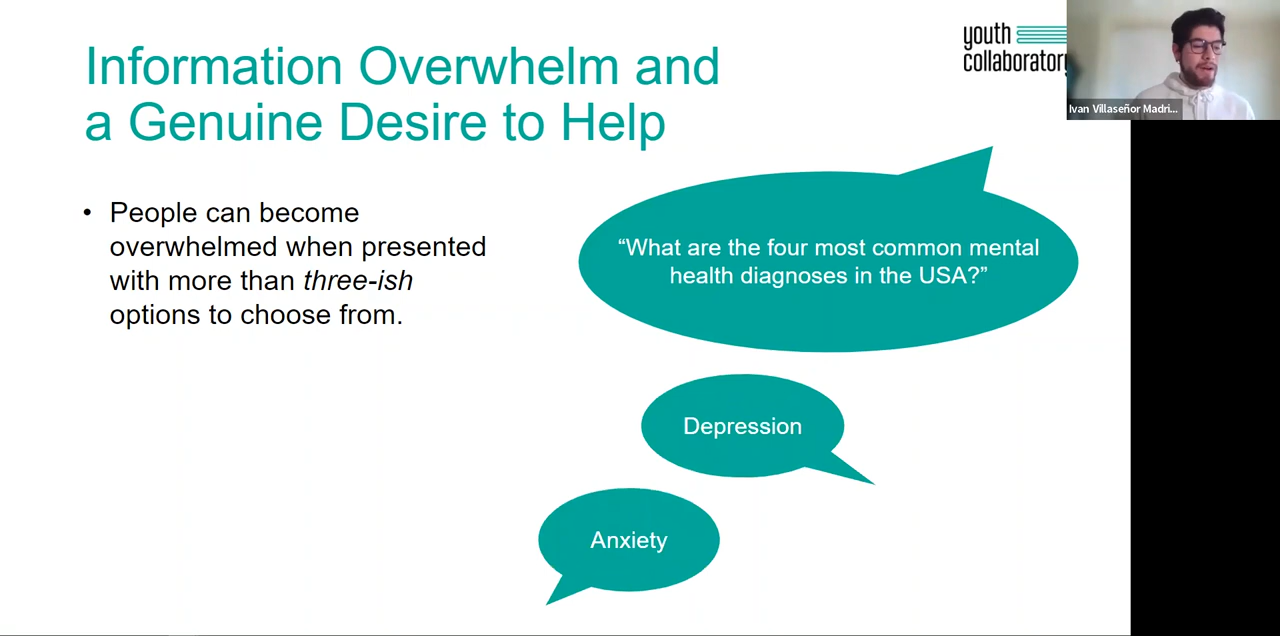 Information Overwhelm and
a Genuine Desire to Help
youth
collaboratory
Ivan Villaseñor Madri...
• People can become
overwhelmed when presented
with more than three-ish
options to choose from.
“What are the four most common mental
health diagnoses in the USA?”
Depression
Anxiety